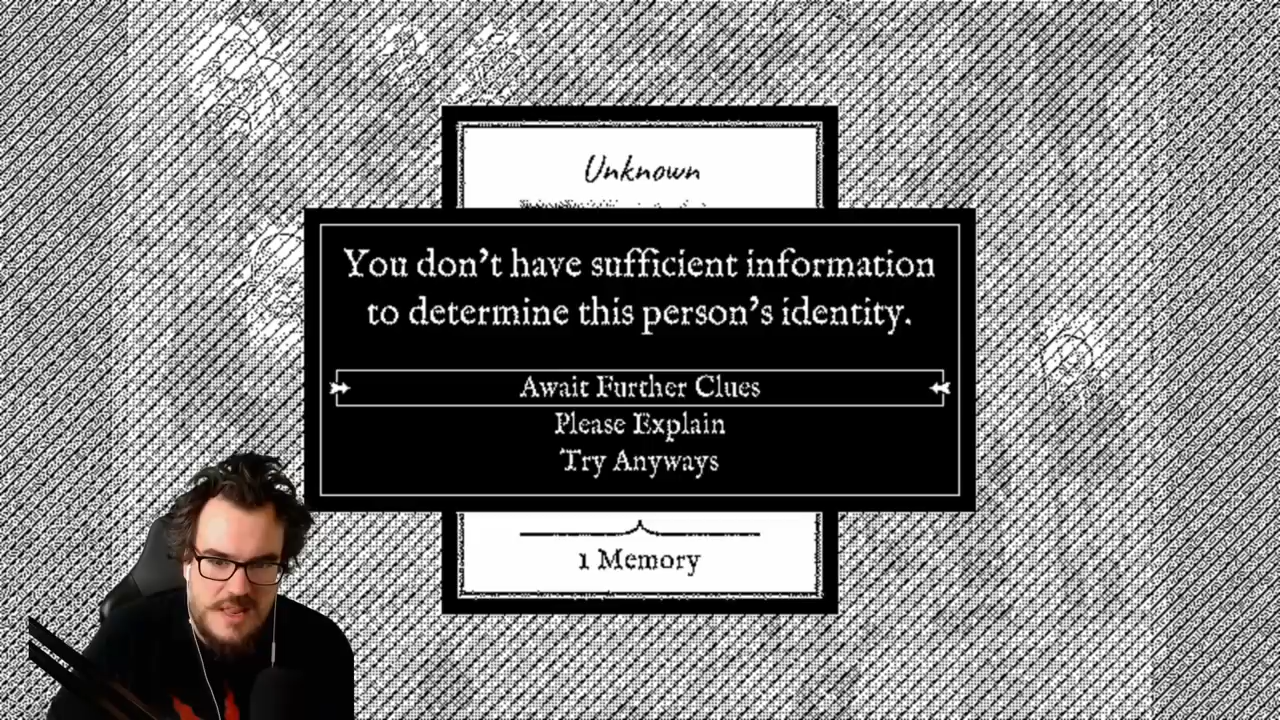 Unknown
You don't have sufficient information
to determine this person's identity.
Await Further Clues
Please Explain
Try Anyways
1 Memory